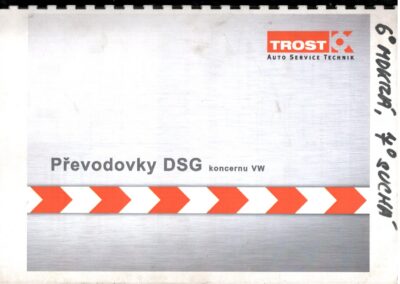 TROST
AUTO SERVICE TECHNIK
Převodovky DSG koncernu VW
6° MOKRÁ, 7° SUCHÁ